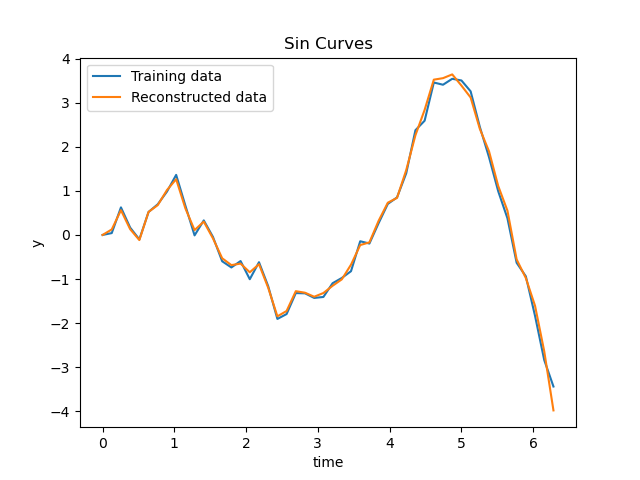 Sin Curves
Training data
Reconstructed data
4
3
2
1
0
−1
−2
−3
−4
y
0 1 2 3 4 5 6
time